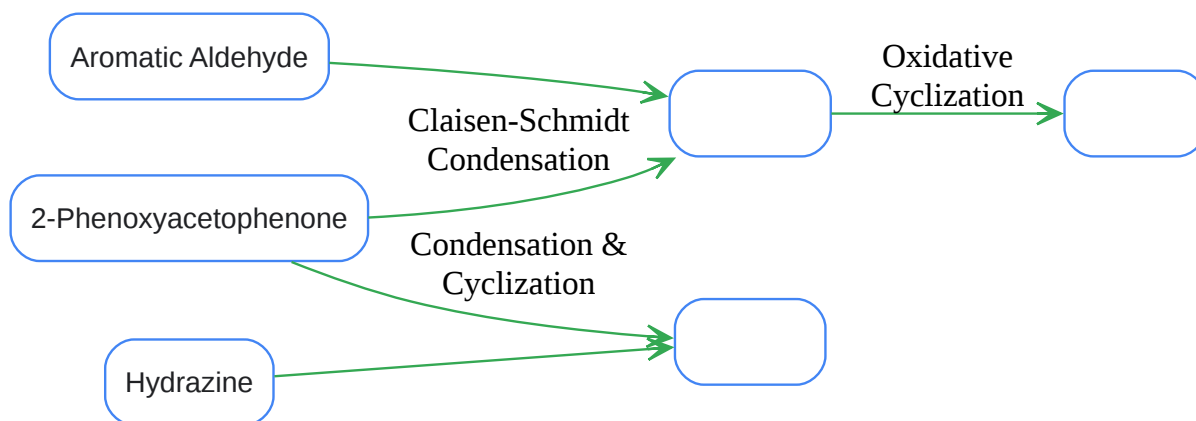 Aromatic Aldehyde
Oxidative
Cyclization
Claisen-Schmidt
Condensation
2-Phenoxyacetophenone
Condensation &
Cyclization
Hydrazine